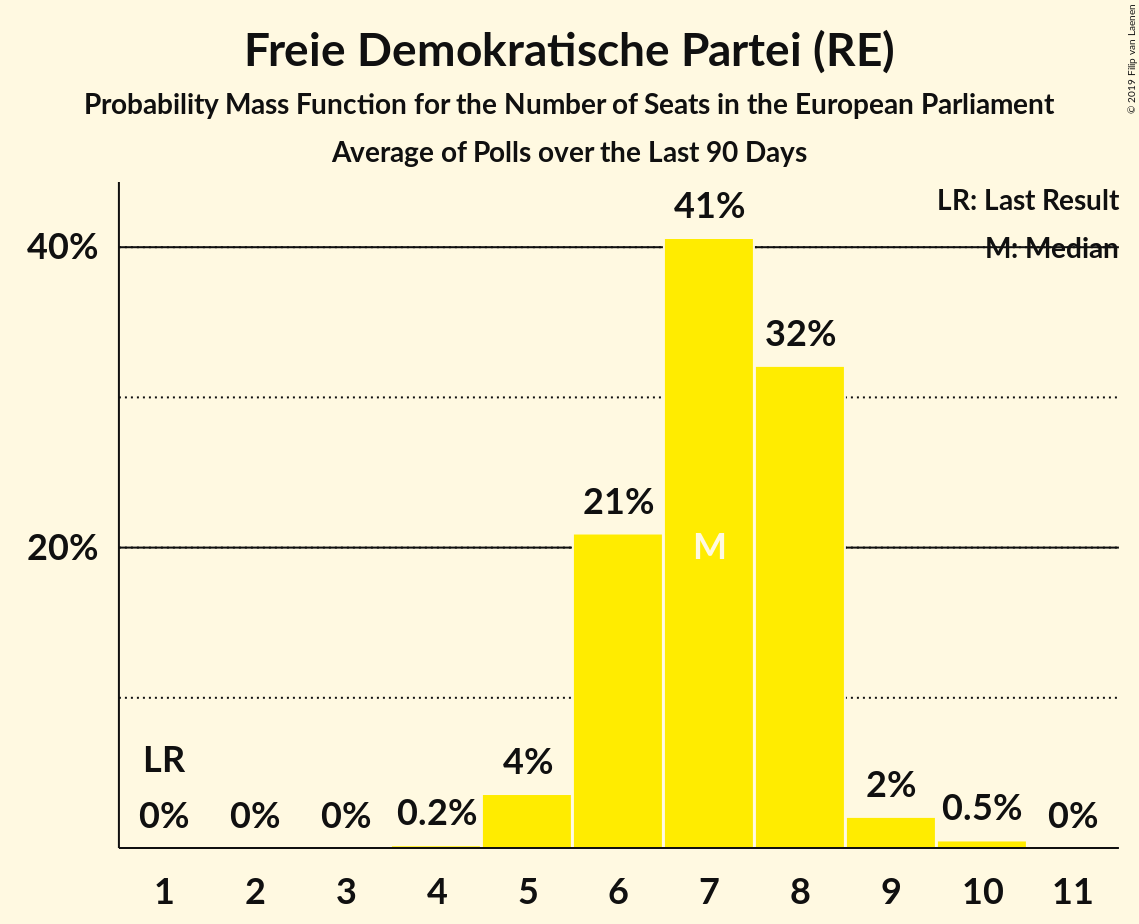 Freie Demokratische Partei (RE)
Probability Mass Function for the Number of Seats in the European Parliament
Average of Polls over the Last 90 Days
© 2019 Filip van Laenen
LR: Last Result
M: Median
41%
40%
32%
21%
20%
M
LR
4%
2%
0%
0%
0%
0.2%
0.5%
0%
1 2 3 4 5 6 7 8 9 10 11